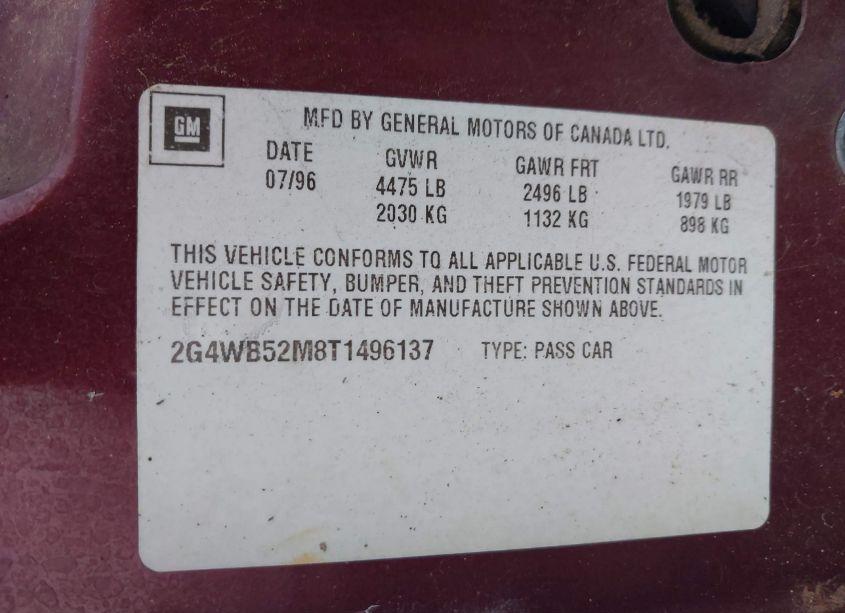 GM
MFD BY GENERAL MOTORS OF CANADA LTD.
DATE GVWR GAWR FRT GAWR RR
07/96 4475 LB 2496 LB 1979 LB
2030 KG 1132 KG 898 KG
THIS VEHICLE CONFORMS TO ALL APPLICABLE U.S. FEDERAL MOTOR
VEHICLE SAFETY, BUMPER, AND THEFT PREVENTION STANDARDS IN
EFFECT ON THE DATE OF MANUFACTURE SHOWN ABOVE.
2G4WB52M8T1496137 TYPE: PASS CAR